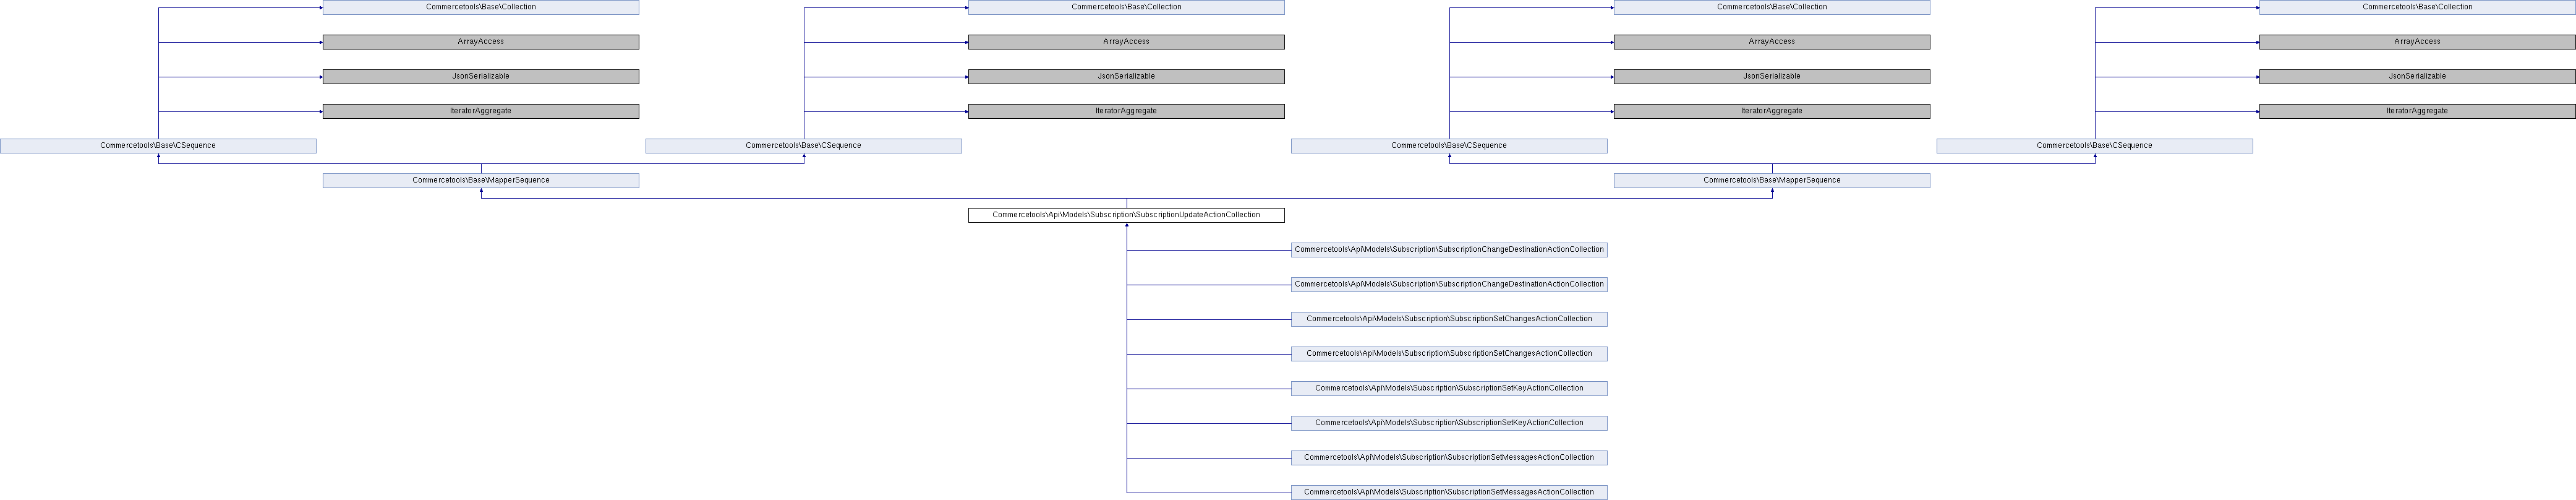 Commercetools\Base\Collection Commercetools\Base\Collection Commercetools\Base\Collection Commercetools\Base\Collection
ArrayAccess ArrayAccess ArrayAccess ArrayAccess
JsonSerializable JsonSerializable JsonSerializable JsonSerializable
IteratorAggregate IteratorAggregate IteratorAggregate IteratorAggregate
Commercetools\Base\CSequence Commercetools\Base\CSequence Commercetools\Base\CSequence Commercetools\Base\CSequence
Commercetools\Base\MapperSequence Commercetools\Base\MapperSequence
Commercetools\Api\Models\Subscription\SubscriptionUpdateActionCollection
Commercetools\Api\Models\Subscription\SubscriptionChangeDestinationActionCollection
Commercetools\Api\Models\Subscription\SubscriptionChangeDestinationActionCollection
Commercetools\Api\Models\Subscription\SubscriptionSetChangesActionCollection
Commercetools\Api\Models\Subscription\SubscriptionSetChangesActionCollection
Commercetools\Api\Models\Subscription\SubscriptionSetKeyActionCollection
Commercetools\Api\Models\Subscription\SubscriptionSetKeyActionCollection
Commercetools\Api\Models\Subscription\SubscriptionSetMessagesActionCollection
Commercetools\Api\Models\Subscription\SubscriptionSetMessagesActionCollection